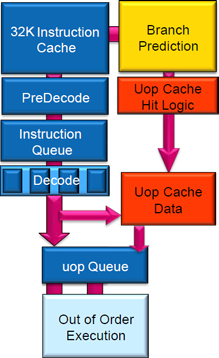 32K Instruction
Cache
Branch
Prediction
PreDecode
Uop Cache
Hit Logic
Instruction
Queue
Decode
Uop Cache
Data
uop Queue
Out of Order
Execution